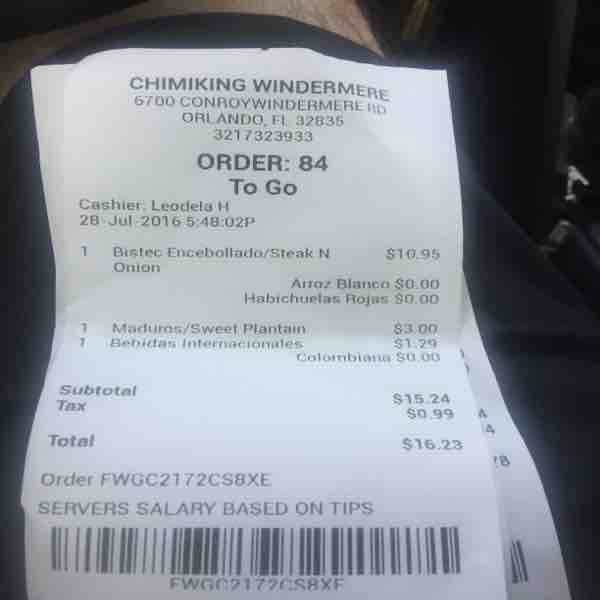 CHIMIKING WINDERMERE
6700 CONROYWINDERMERE RD
ORLANDO, FL 32835
3217323933
ORDER: 84
To Go
Cashier: Leodela H
28-Jul-2016 5:48:02P
1 Bistec Encebollado/Steak N $10.95
Onion
Arroz Blanco $0.00
Habichuelas Rojas $0.00
1 Maduros/Sweet Plantain $3.00
1 Bebidas Internacionales $1.29
Colombiana $0.00
Subtotal $15.24
Tax $0.99
Total $16.23
Order FWGC2172CS8XE
SERVERS SALARY BASED ON TIPS
FWGC2172CS8XE